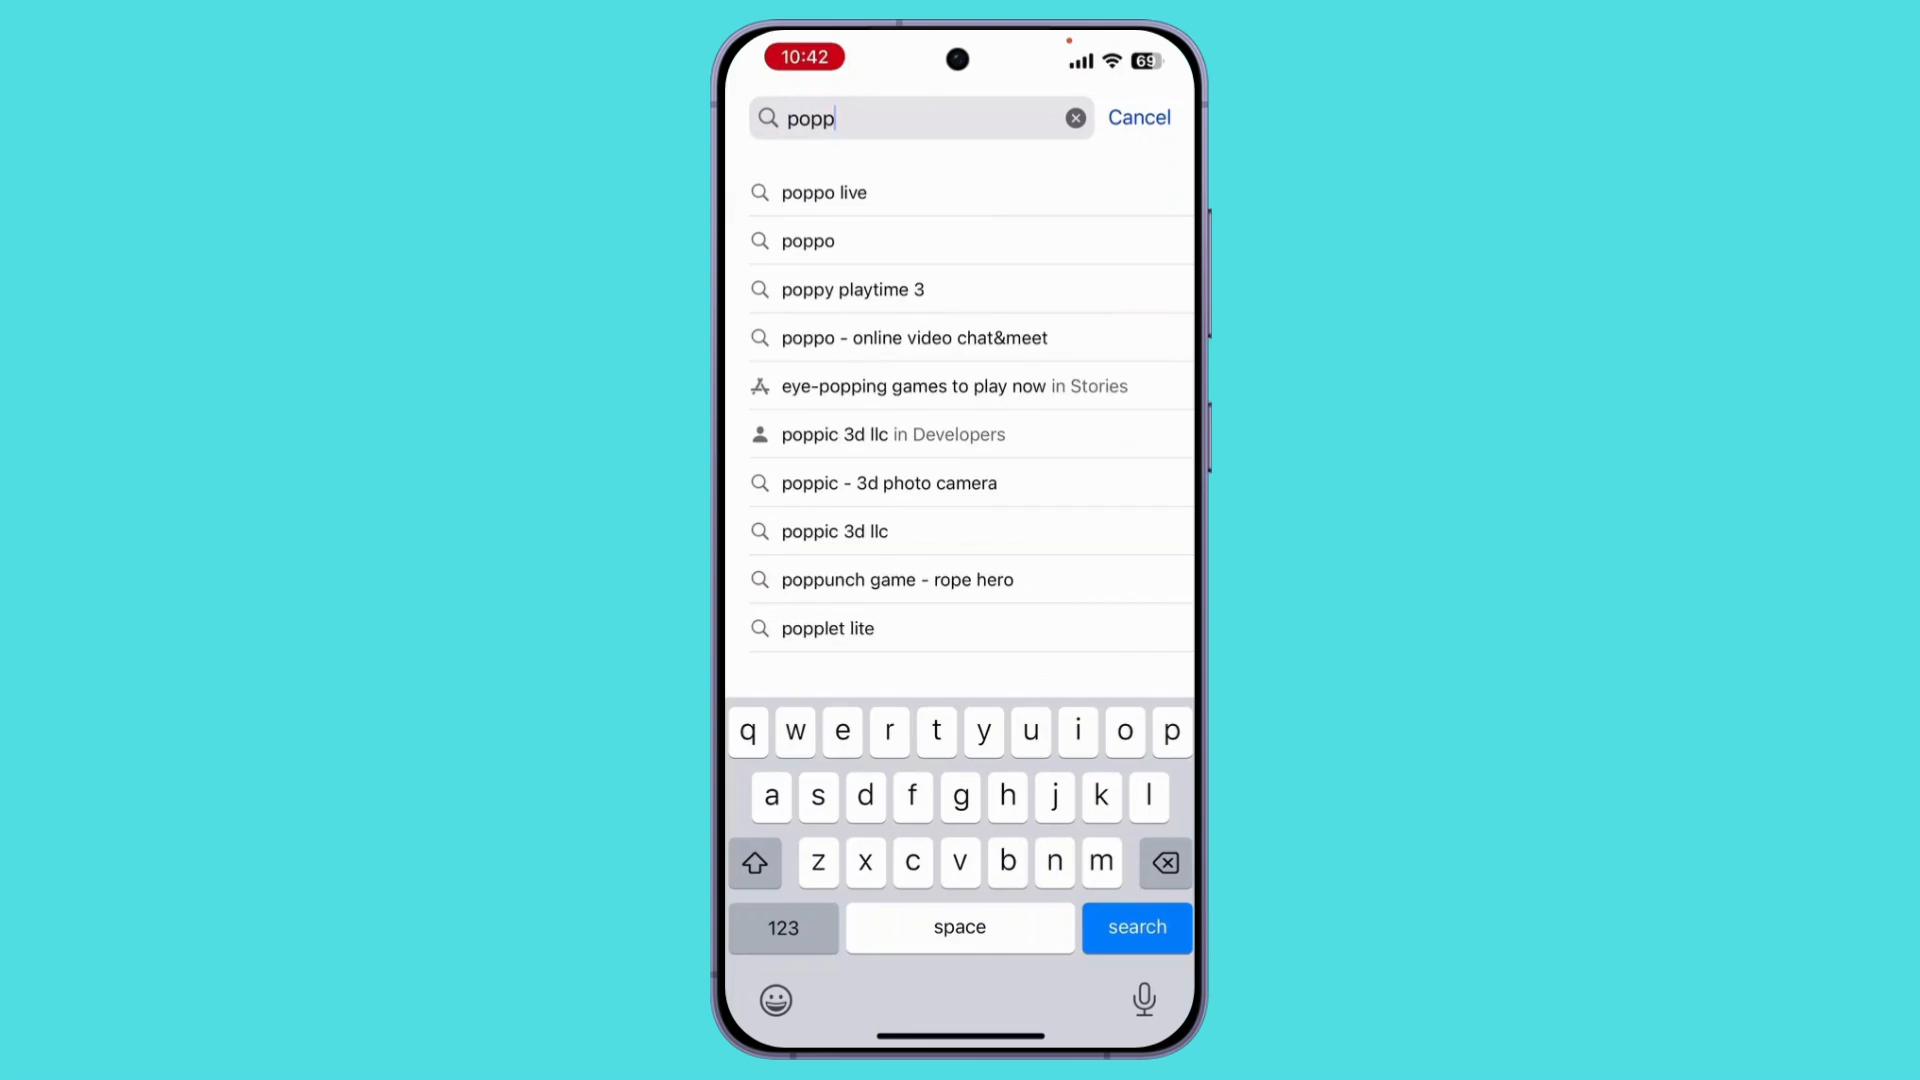 10:42
69
popp
Cancel
poppo live
poppo
poppy playtime 3
poppo - online video chat&meet
eye-popping games to play now in Stories
poppic 3d llc in Developers
poppic - 3d photo camera
poppic 3d llc
poppunch game - rope hero
popplet lite
q w e r t y u i o p
a s d f g h j k l
z x c v b n m
123 space search